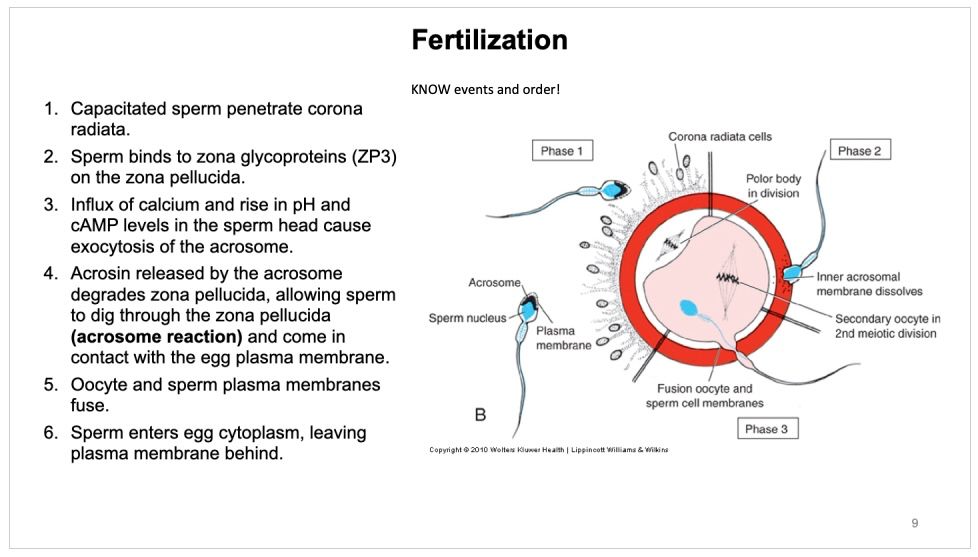 Fertilization
KNOW events and order!
1. Capacitated sperm penetrate corona
radiata.
2. Sperm binds to zona glycoproteins (ZP3)
on the zona pellucida.
3. Influx of calcium and rise in pH and
cAMP levels in the sperm head cause
exocytosis of the acrosome.
4. Acrosin released by the acrosome
degrades zona pellucida, allowing sperm
to dig through the zona pellucida
(acrosome reaction) and come in
contact with the egg plasma membrane.
5. Oocyte and sperm plasma membranes
fuse.
6. Sperm enters egg cytoplasm, leaving
plasma membrane behind.
Phase 1
Corona radiata cells
Phase 2
Polor body
in division
Acrosome
Sperm nucleus
Plasma
membrane
Inner acrosomal
membrane dissolves
Secondary oocyte in
2nd meiotic division
Fusion oocyte and
sperm cell membranes
B
Phase 3
Copyright © 2010 Wolters Kluwer Health | Lippincott Williams & Wilkins
9